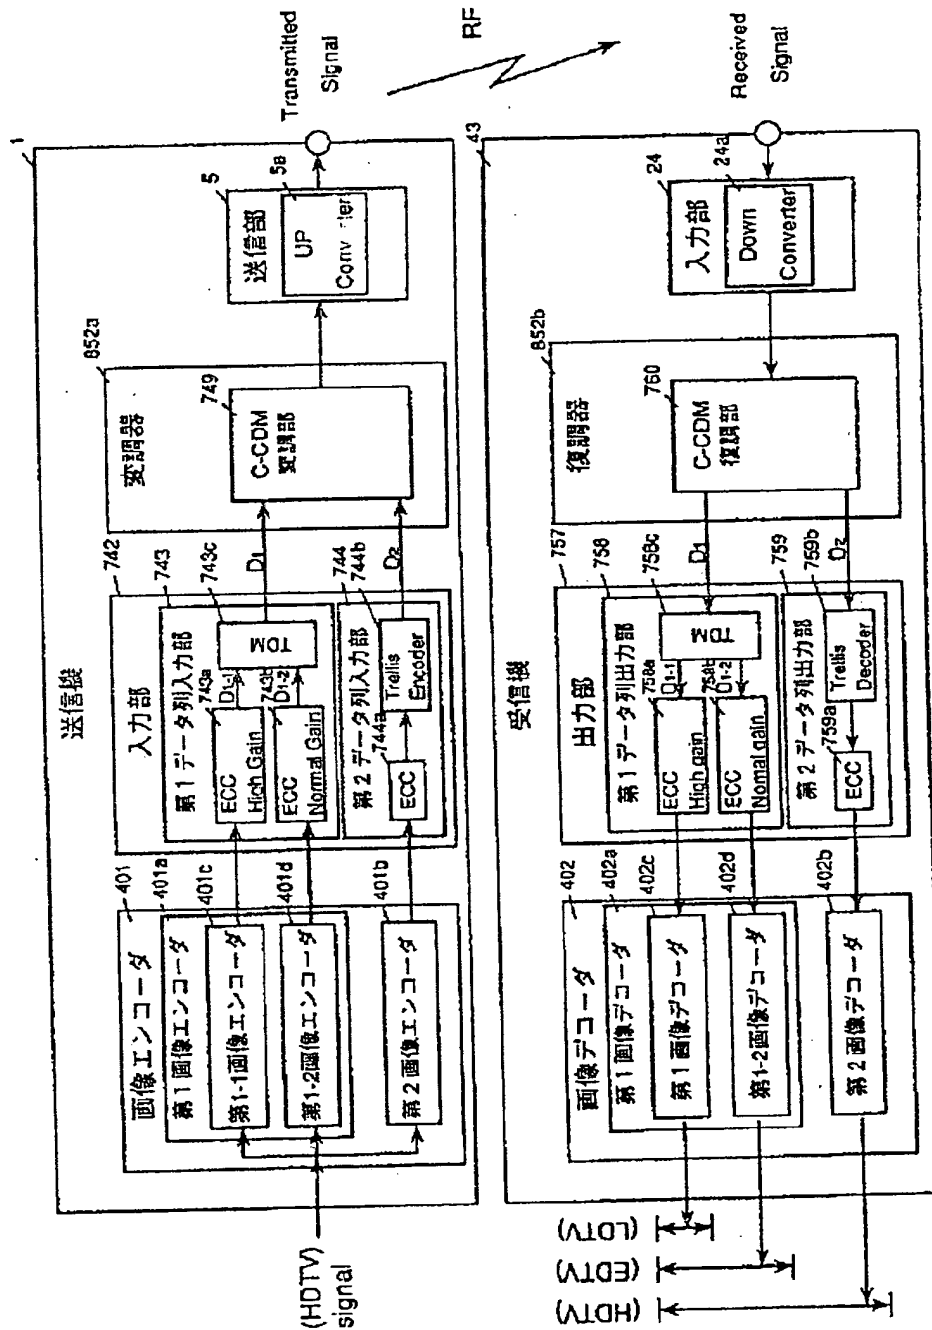 1
送信機
(HDTV)
signal
401
画像エンコーダ
401a
第1画像エンコーダ
401c
第1-1画像エンコーダ
401d
第1-2画像エンコーダ
401b
第2画像エンコーダ
742
入力部
743
第1データ列入力部
743a
ECC
High Gain
743b
ECC
Normal Gain
D1-1
D1-2
743c
TDM
744
第2データ列入力部
744a
ECC
744b
Trellis
Encoder
D1
D2
852a
変調器
749
C-CDM
変調部
5
送信部
5a
UP
Conv ter
Transmitted
Signal
RF
43
受信機
Received
Signal
24
入力部
24a
Down
Converter
852b
復調器
760
C-CDM
復調部
D1
D2
757
出力部
758
第1データ列出力部
758c
TDM
D1-1
D1-2
758a
ECC
High gain
758b
ECC
Nomal gain
759
第2データ列出力部
759b
Trellis
Decoder
759a
ECC
402
画像デコーダ
402a
第1画像デコーダ
402c
第1画像デコーダ
402d
第1-2画像デコーダ
402b
第2画像デコーダ
(LDTV)
(EDTV)
(HDTV)